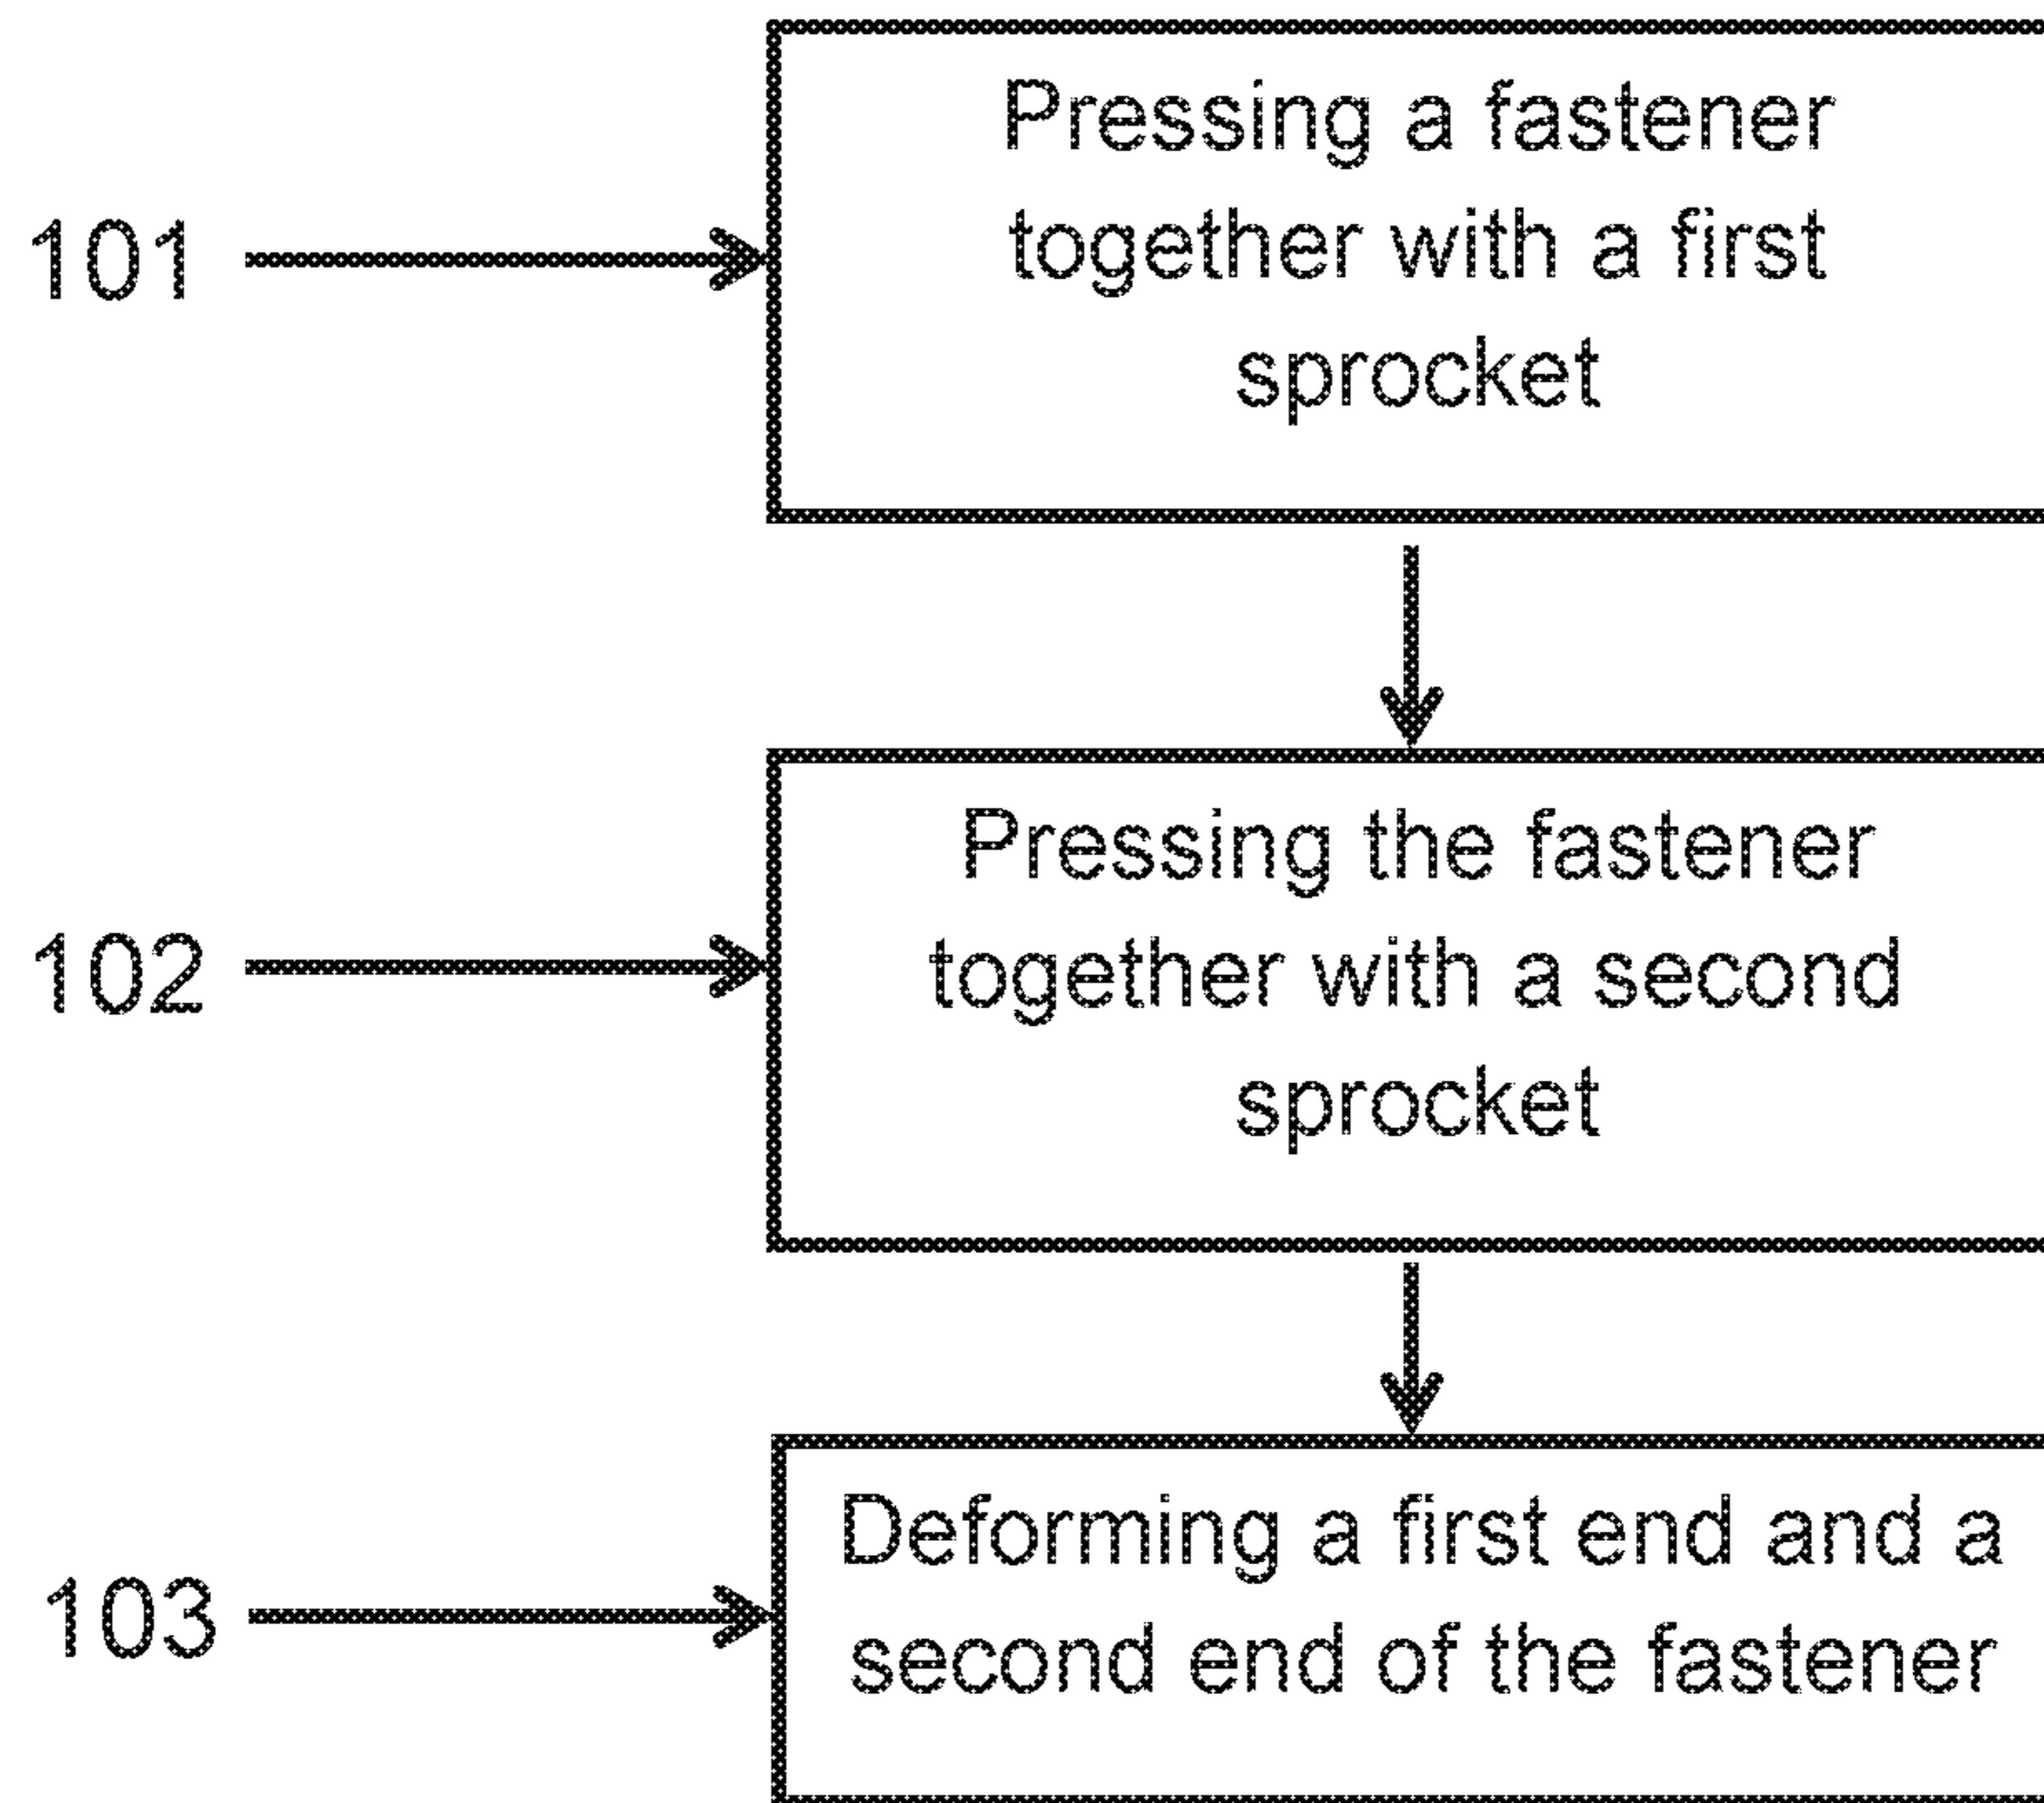 101
Pressing a fastener
together with a first
sprocket
102
Pressing the fastener
together with a second
sprocket
103
Deforming a first end and a
second end of the fastener